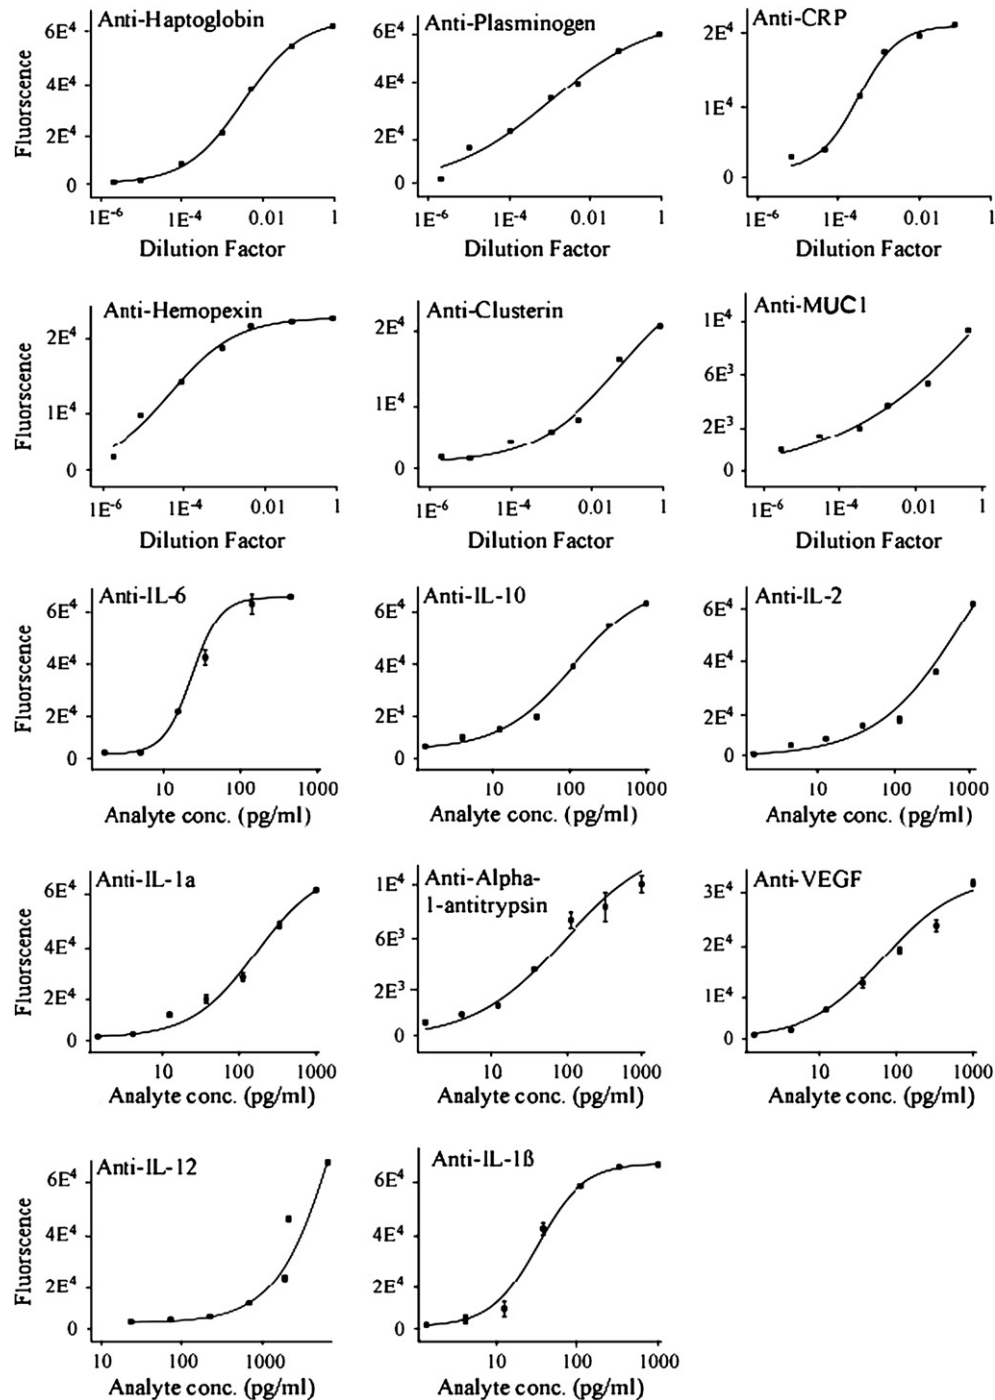 Anti-Haptoglobin
Fluorscence
6E⁴
4E⁴
2E⁴
0
1E⁻⁶ 1E⁻⁴ 0.01 1
Dilution Factor
Anti-Plasminogen
6E⁴
4E⁴
2E⁴
0
1E⁻⁶ 1E⁻⁴ 0.01 1
Dilution Factor
Anti-CRP
2E⁴
1E⁴
0
1E⁻⁶ 1E⁻⁴ 0.01 1
Dilution Factor
Anti-Hemopexin
Fluorscence
2E⁴
1E⁴
0
1E⁻⁶ 1E⁻⁴ 0.01 1
Dilution Factor
Anti-Clusterin
2E⁴
1E⁴
0
1E⁻⁶ 1E⁻⁴ 0.01 1
Dilution Factor
Anti-MUC1
1E⁴
6E³
2E³
0
1E⁻⁶ 1E⁻⁴ 0.01 1
Dilution Factor
Anti-IL-6
Fluorscence
6E⁴
4E⁴
2E⁴
0
10 100 1000
Analyte conc. (pg/ml)
Anti-IL-10
6E⁴
4E⁴
2E⁴
0
10 100 1000
Analyte conc. (pg/ml)
Anti-IL-2
6E⁴
4E⁴
2E⁴
0
10 100 1000
Analyte conc. (pg/ml)
Anti-IL-1a
Fluorscence
6E⁴
4E⁴
2E⁴
0
10 100 1000
Analyte conc. (pg/ml)
Anti-Alpha-
1-antitrypsin
1E⁴
6E³
2E³
0
10 100 1000
Analyte conc. (pg/ml)
Anti-VEGF
3E⁴
2E⁴
1E⁴
0
10 100 1000
Analyte conc. (pg/ml)
Anti-IL-12
Fluorscence
6E⁴
4E⁴
2E⁴
0
10 100 1000
Analyte conc. (pg/ml)
Anti-IL-1ß
6E⁴
4E⁴
2E⁴
0
10 100 1000
Analyte conc. (pg/ml)